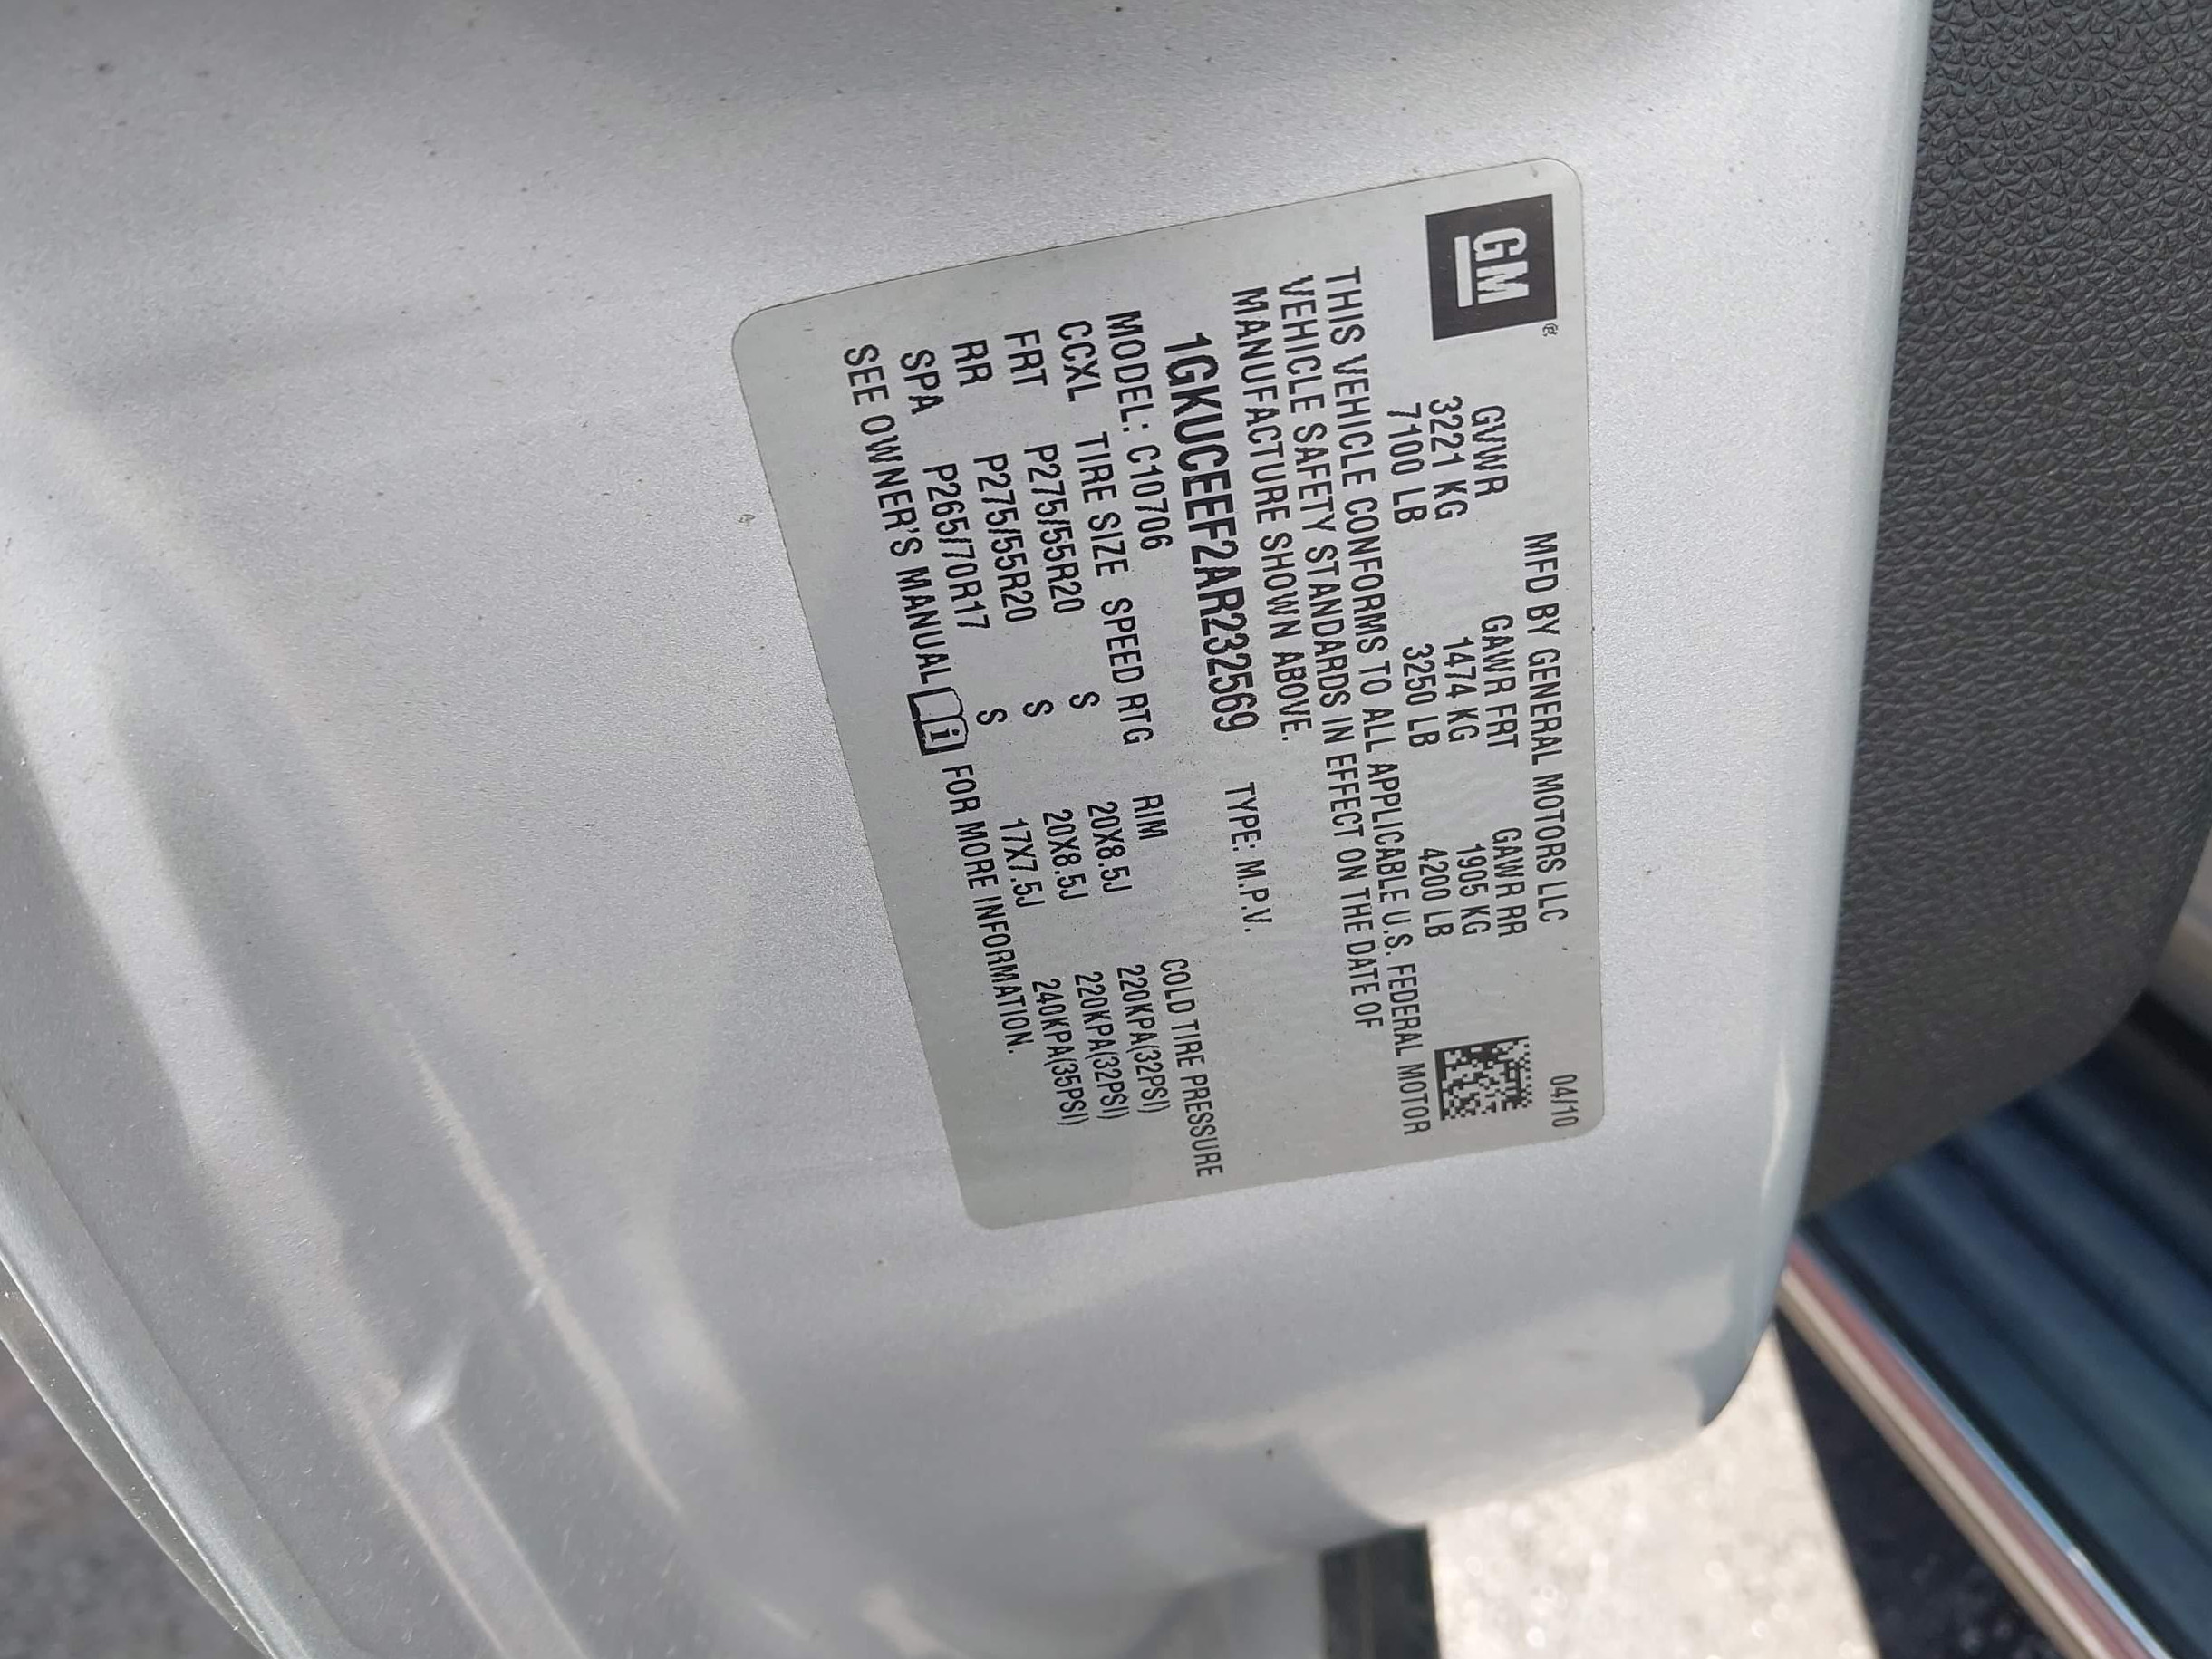 GM
MFD BY GENERAL MOTORS LLC 04/10
GVWR GAWR FRT GAWR RR
3221 KG 1474 KG 1905 KG
7100 LB 3250 LB 4200 LB
THIS VEHICLE CONFORMS TO ALL APPLICABLE U.S. FEDERAL MOTOR
VEHICLE SAFETY STANDARDS IN EFFECT ON THE DATE OF
MANUFACTURE SHOWN ABOVE.
1GKUCEEF2AR232569 TYPE: M.P.V.
MODEL: C10706
CCXL TIRE SIZE SPEED RTG RIM COLD TIRE PRESSURE
FRT P275/55R20 S 20X8.5J 220KPA(32PSI)
RR P275/55R20 S 20X8.5J 220KPA(32PSI)
SPA P265/70R17 S 17X7.5J 240KPA(35PSI)
SEE OWNER'S MANUAL i FOR MORE INFORMATION.